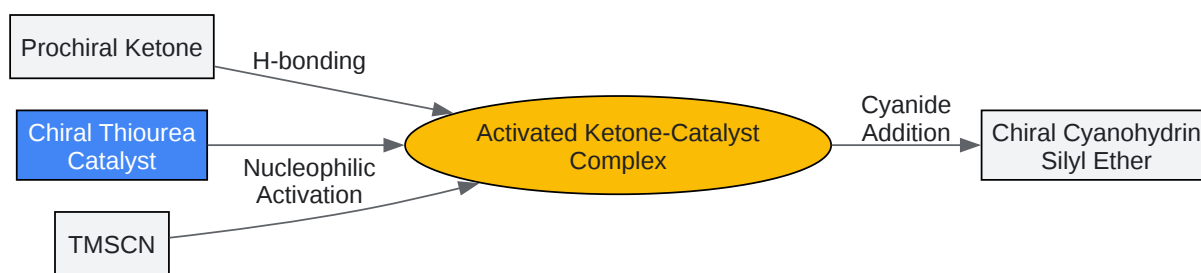 Prochiral Ketone
H-bonding
Chiral Thiourea
Catalyst
Nucleophilic
Activation
TMSCN
Activated Ketone-Catalyst
Complex
Cyanide
Addition
Chiral Cyanohydrin
Silyl Ether